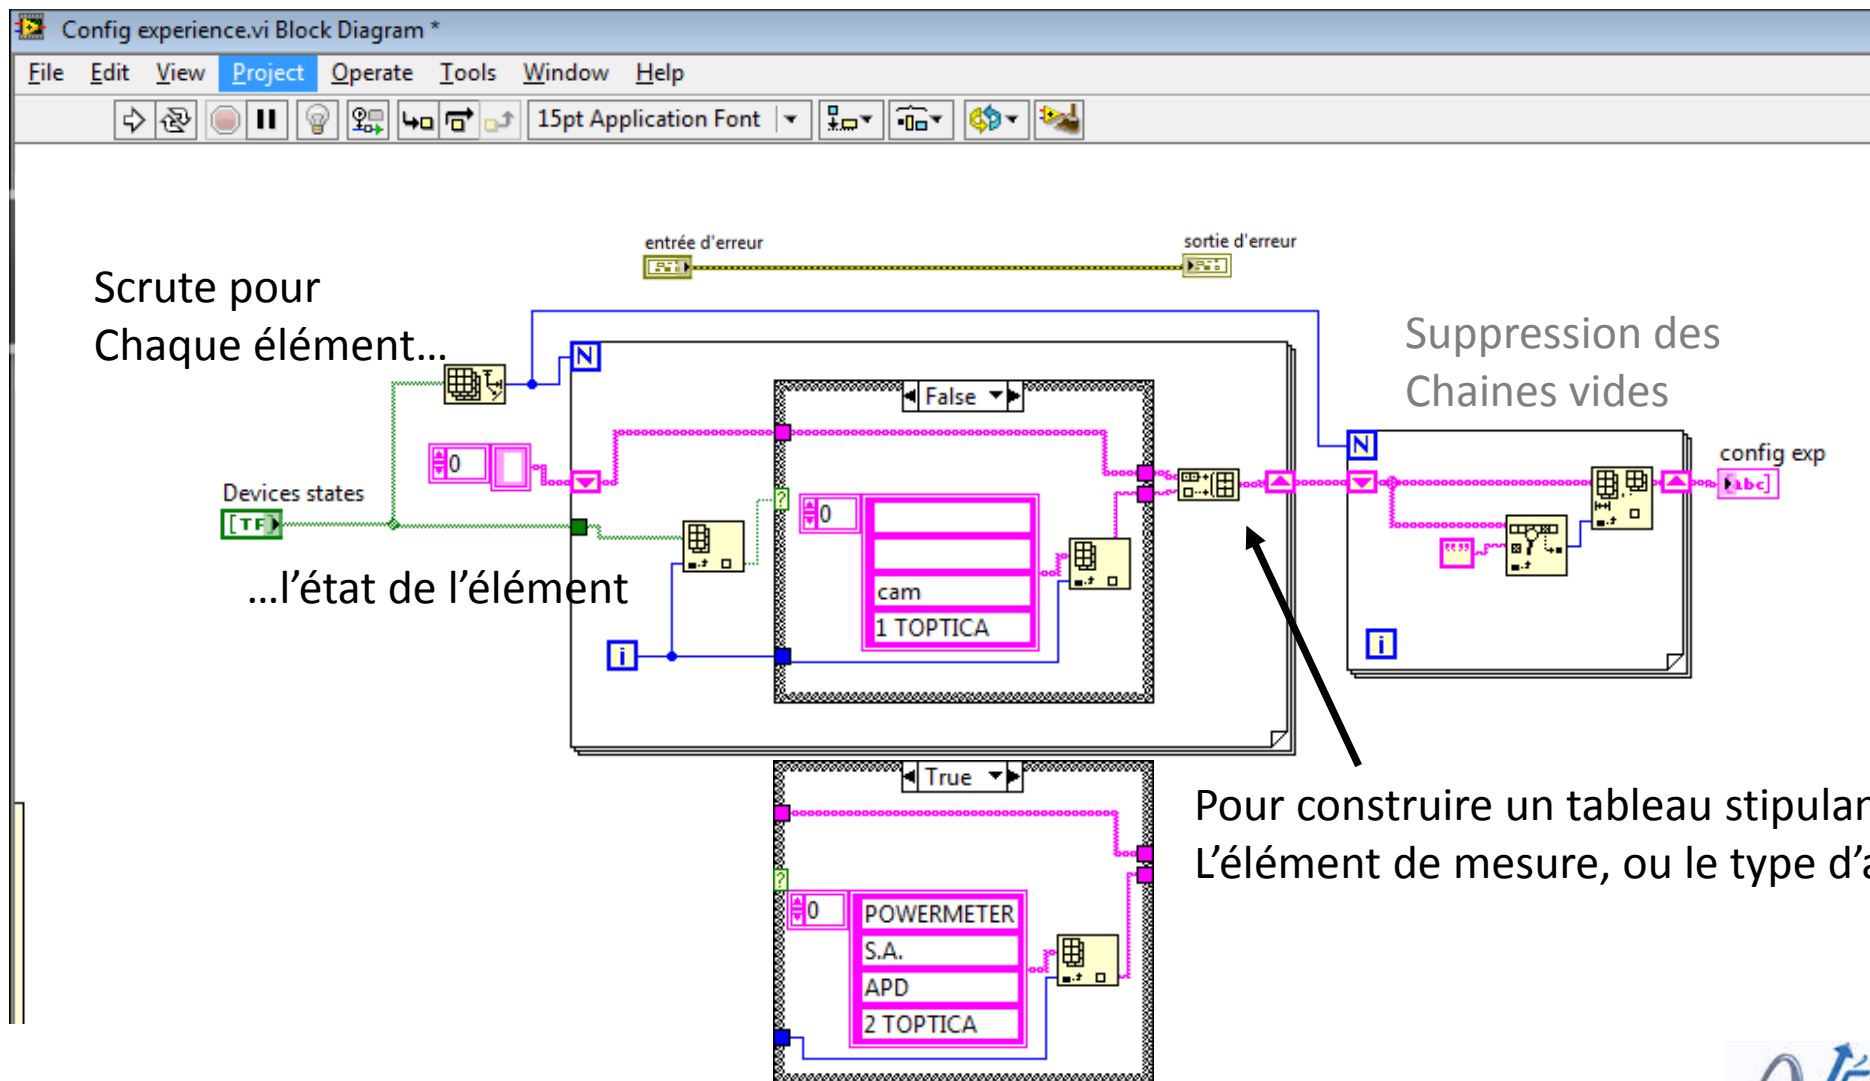 Config experience.vi Block Diagram *
File Edit View Project Operate Tools Window Help
15pt Application Font
entrée d'erreur
sortie d'erreur
Scrute pour
Chaque élément...
Suppression des
Chaines vides
N
False
N
config exp
0
abc]
Devices states
[TF]
?
0
...l'état de l'élément
cam
1 TOPTICA
i
i
True
Pour construire un tableau stipulan
L'élément de mesure, ou le type d'a
?
0
POWERMETER
S.A.
APD
2 TOPTICA